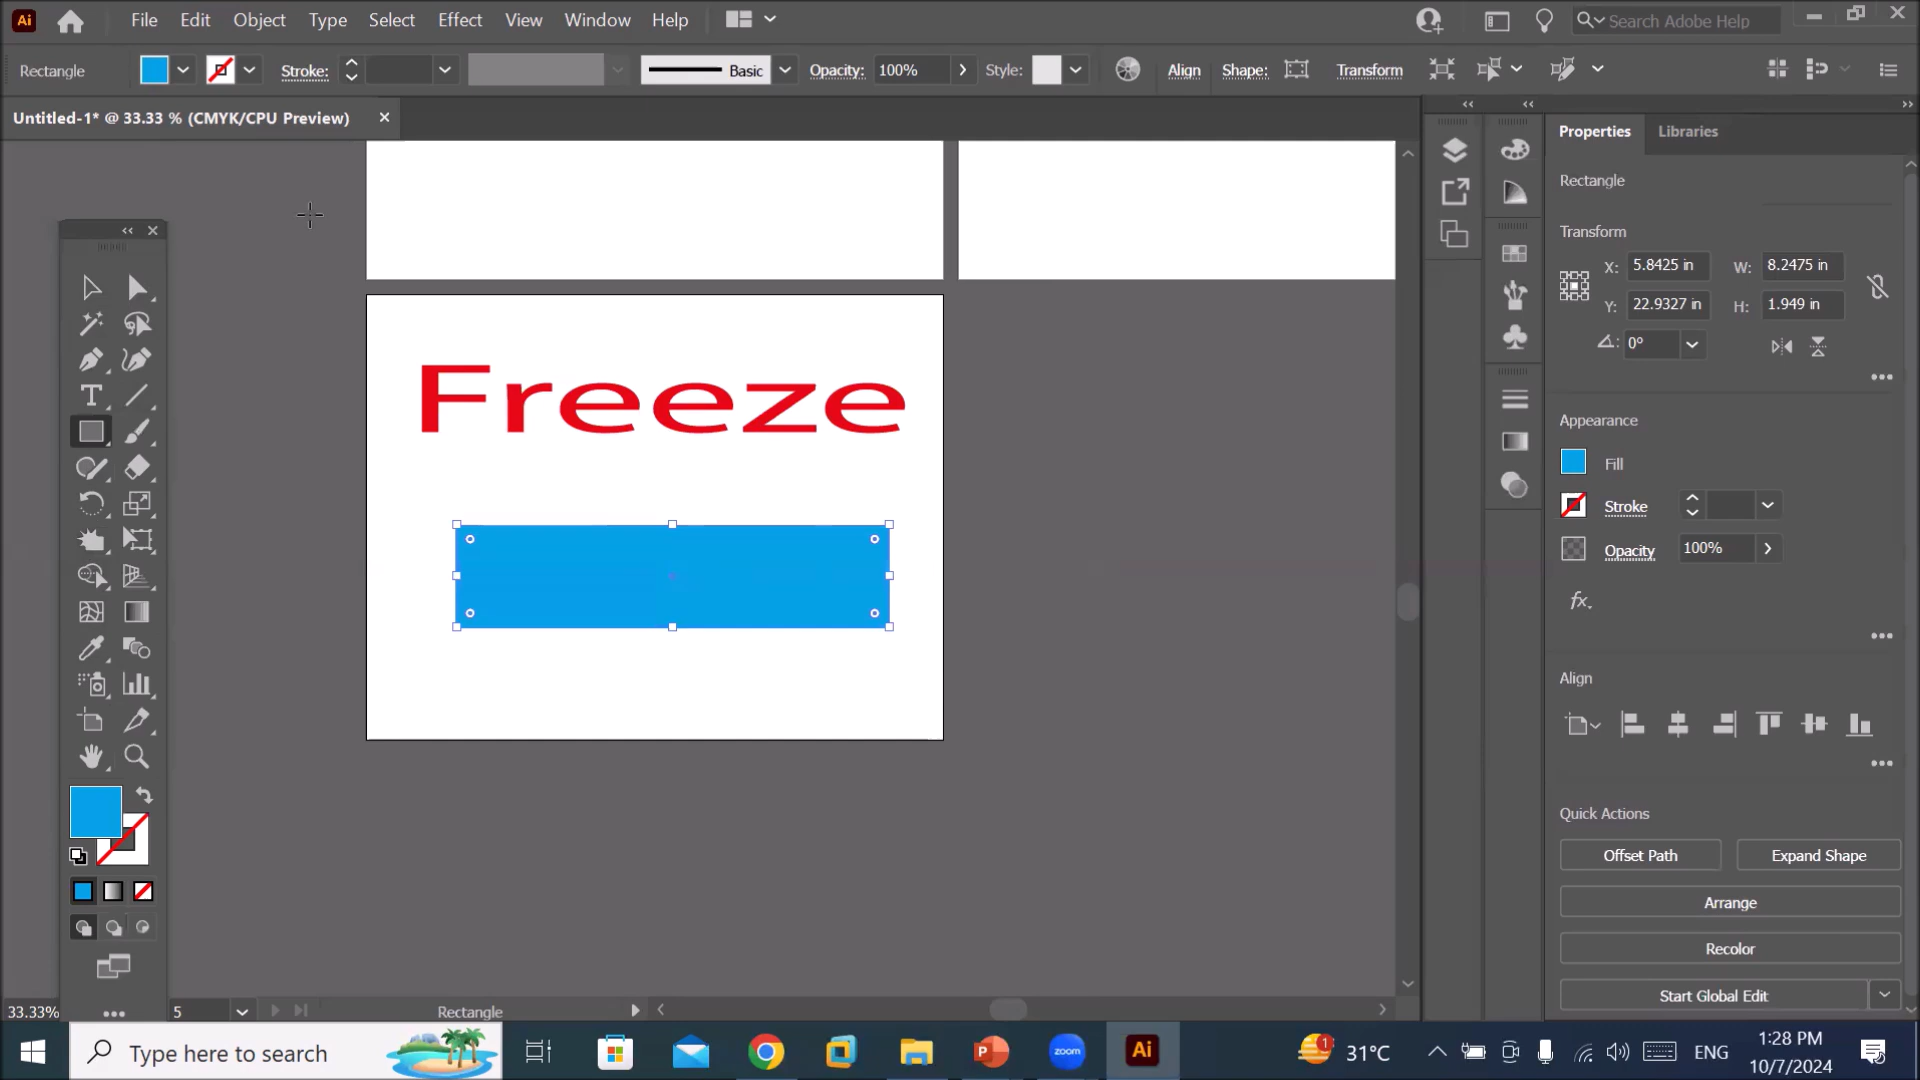 Ai File Edit Object Type Select Effect View Window Help Search Adobe Help
Rectangle Stroke: Basic Opacity: 100% Style: Align Shape: Transform
Untitled-1* @ 33.33 % (CMYK/CPU Preview)
Properties Libraries
Rectangle
Transform
X: 5.8425 in W: 8.2475 in
Y: 22.9327 in H: 1.949 in
0°
Freeze
Appearance
Fill
Stroke
Opacity 100%
fx.
Align
Quick Actions
Offset Path Expand Shape
Arrange
Recolor
Start Global Edit
33.33% 5 Rectangle
Type here to search
zoom
Ai
1
31°C
ENG
1:28 PM
10/7/2024